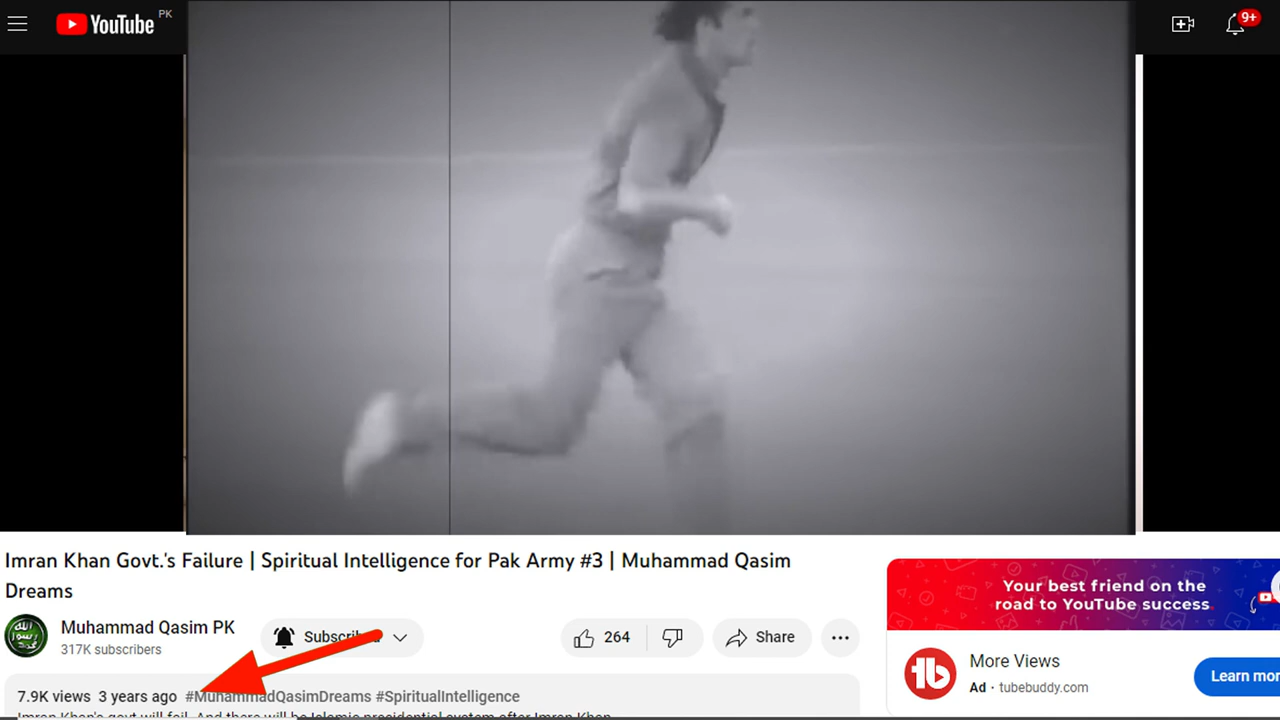 YouTube PK
9+
Imran Khan Govt.'s Failure | Spiritual Intelligence for Pak Army #3 | Muhammad Qasim
Dreams
Muhammad Qasim PK
317K subscribers
264
Share
7.9K views 3 years ago #MuhammadQasimDreams #SpiritualIntelligence
Imran Khan's govt will fail. And there will be Islamic presidential system after Imran Khan
Your best friend on the
road to YouTube success
More Views
Ad · tubebuddy.com
Learn mor